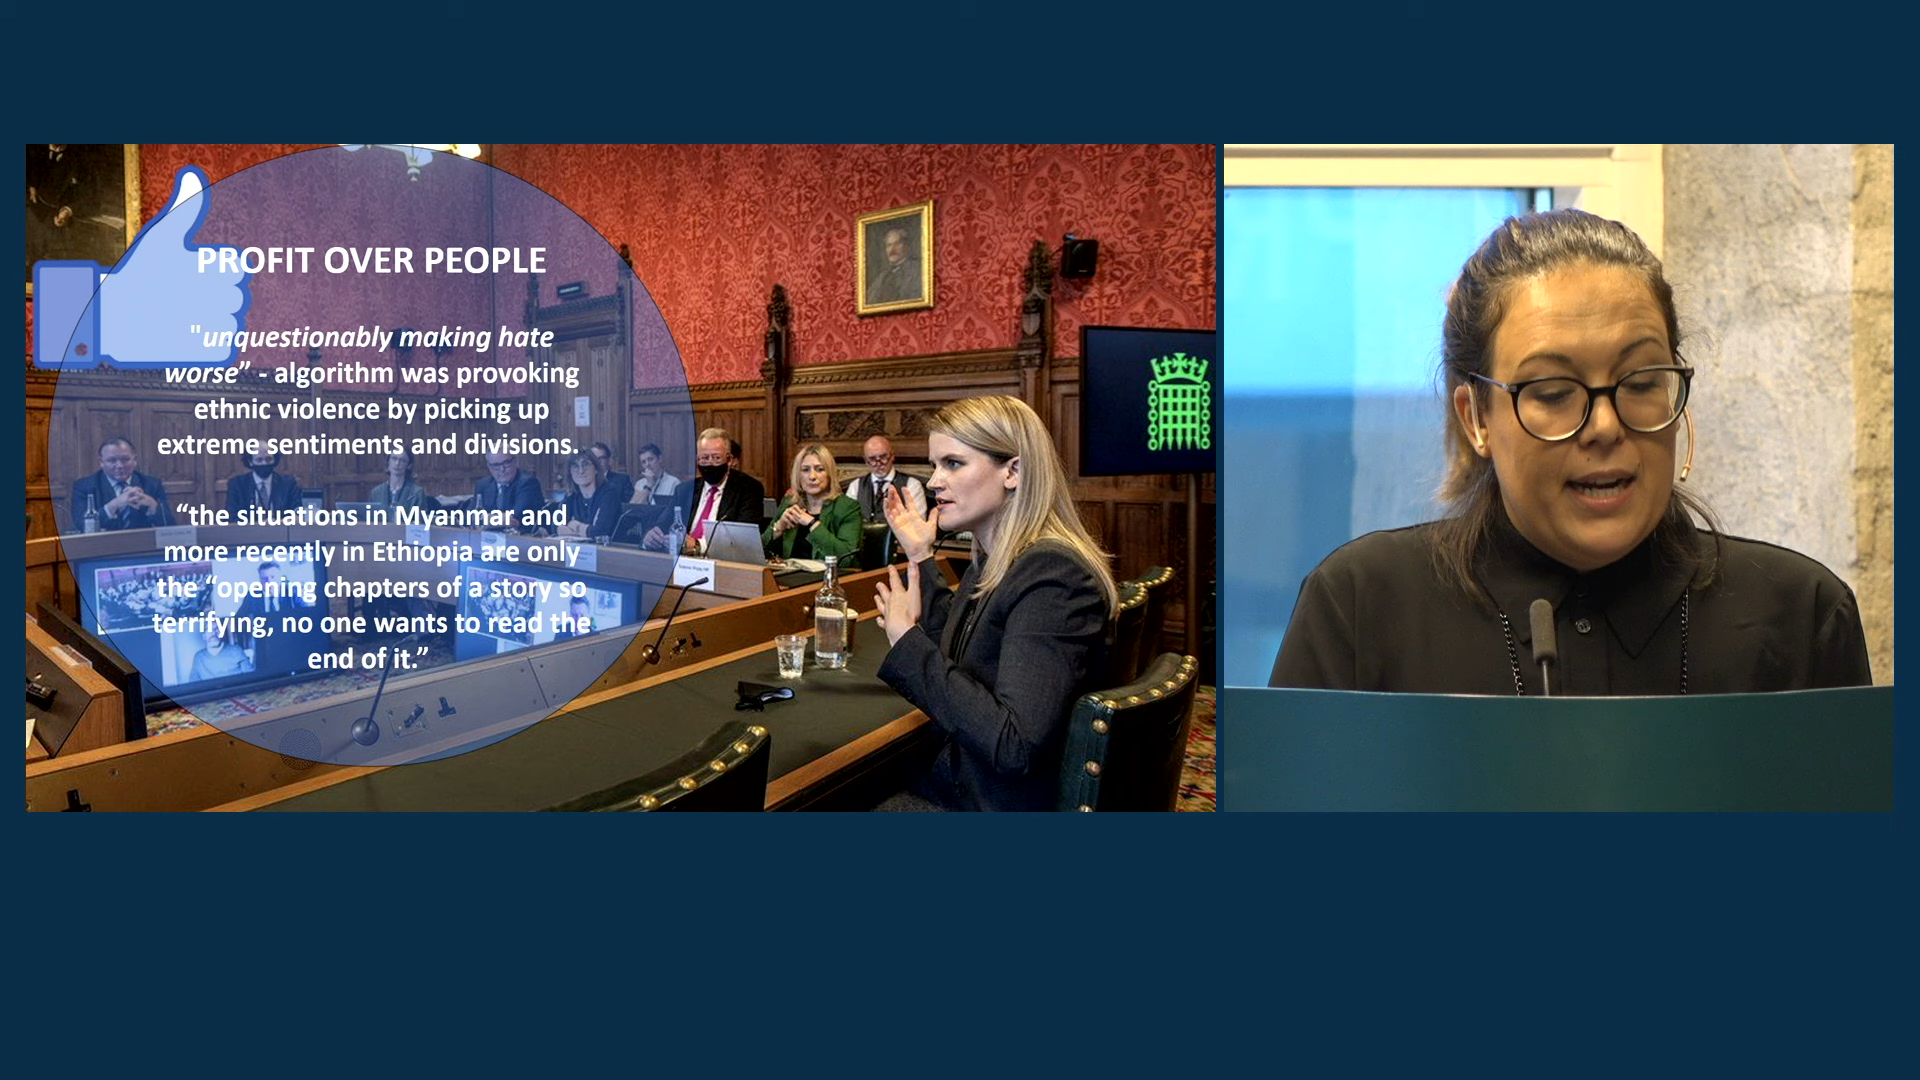 PROFIT OVER PEOPLE
"unquestionably making hate
worse” - algorithm was provoking
ethnic violence by picking up
extreme sentiments and divisions.
“the situations in Myanmar and
more recently in Ethiopia are only
the “opening chapters of a story so
terrifying, no one wants to read the
end of it.”